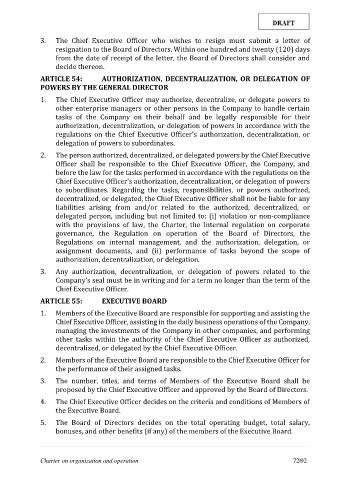 DRAFT
3. The Chief Executive Officer who wishes to resign must submit a letter of
resignation to the Board of Directors. Within one hundred and twenty (120) days
from the date of receipt of the letter, the Board of Directors shall consider and
decide thereon.
ARTICLE 54: AUTHORIZATION, DECENTRALIZATION, OR DELEGATION OF
POWERS BY THE GENERAL DIRECTOR
1. The Chief Executive Officer may authorize, decentralize, or delegate powers to
other enterprise managers or other persons in the Company to handle certain
tasks of the Company on their behalf and be legally responsible for their
authorization, decentralization, or delegation of powers in accordance with the
regulations on the Chief Executive Officer's authorization, decentralization, or
delegation of powers to subordinates.
2. The person authorized, decentralized, or delegated powers by the Chief Executive
Officer shall be responsible to the Chief Executive Officer, the Company, and
before the law for the tasks performed in accordance with the regulations on the
Chief Executive Officer's authorization, decentralization, or delegation of powers
to subordinates. Regarding the tasks, responsibilities, or powers authorized,
decentralized, or delegated, the Chief Executive Officer shall not be liable for any
liabilities arising from and/or related to the authorized, decentralized, or
delegated person, including but not limited to: (i) violation or non-compliance
with the provisions of law, the Charter, the Internal regulation on corporate
governance, the Regulation on operation of the Board of Directors, the
Regulations on internal management, and the authorization, delegation, or
assignment documents, and (ii) performance of tasks beyond the scope of
authorization, decentralization, or delegation.
3. Any authorization, decentralization, or delegation of powers related to the
Company's seal must be in writing and for a term no longer than the term of the
Chief Executive Officer.
ARTICLE 55: EXECUTIVE BOARD
1. Members of the Executive Board are responsible for supporting and assisting the
Chief Executive Officer, assisting in the daily business operations of the Company,
managing the investments of the Company in other companies, and performing
other tasks within the authority of the Chief Executive Officer as authorized,
decentralized, or delegated by the Chief Executive Officer.
2. Members of the Executive Board are responsible to the Chief Executive Officer for
the performance of their assigned tasks.
3. The number, titles, and terms of Members of the Executive Board shall be
proposed by the Chief Executive Officer and approved by the Board of Directors.
4. The Chief Executive Officer decides on the criteria and conditions of Members of
the Executive Board.
5. The Board of Directors decides on the total operating budget, total salary,
bonuses, and other benefits (if any) of the members of the Executive Board.
Charter on organization and operation 72/92